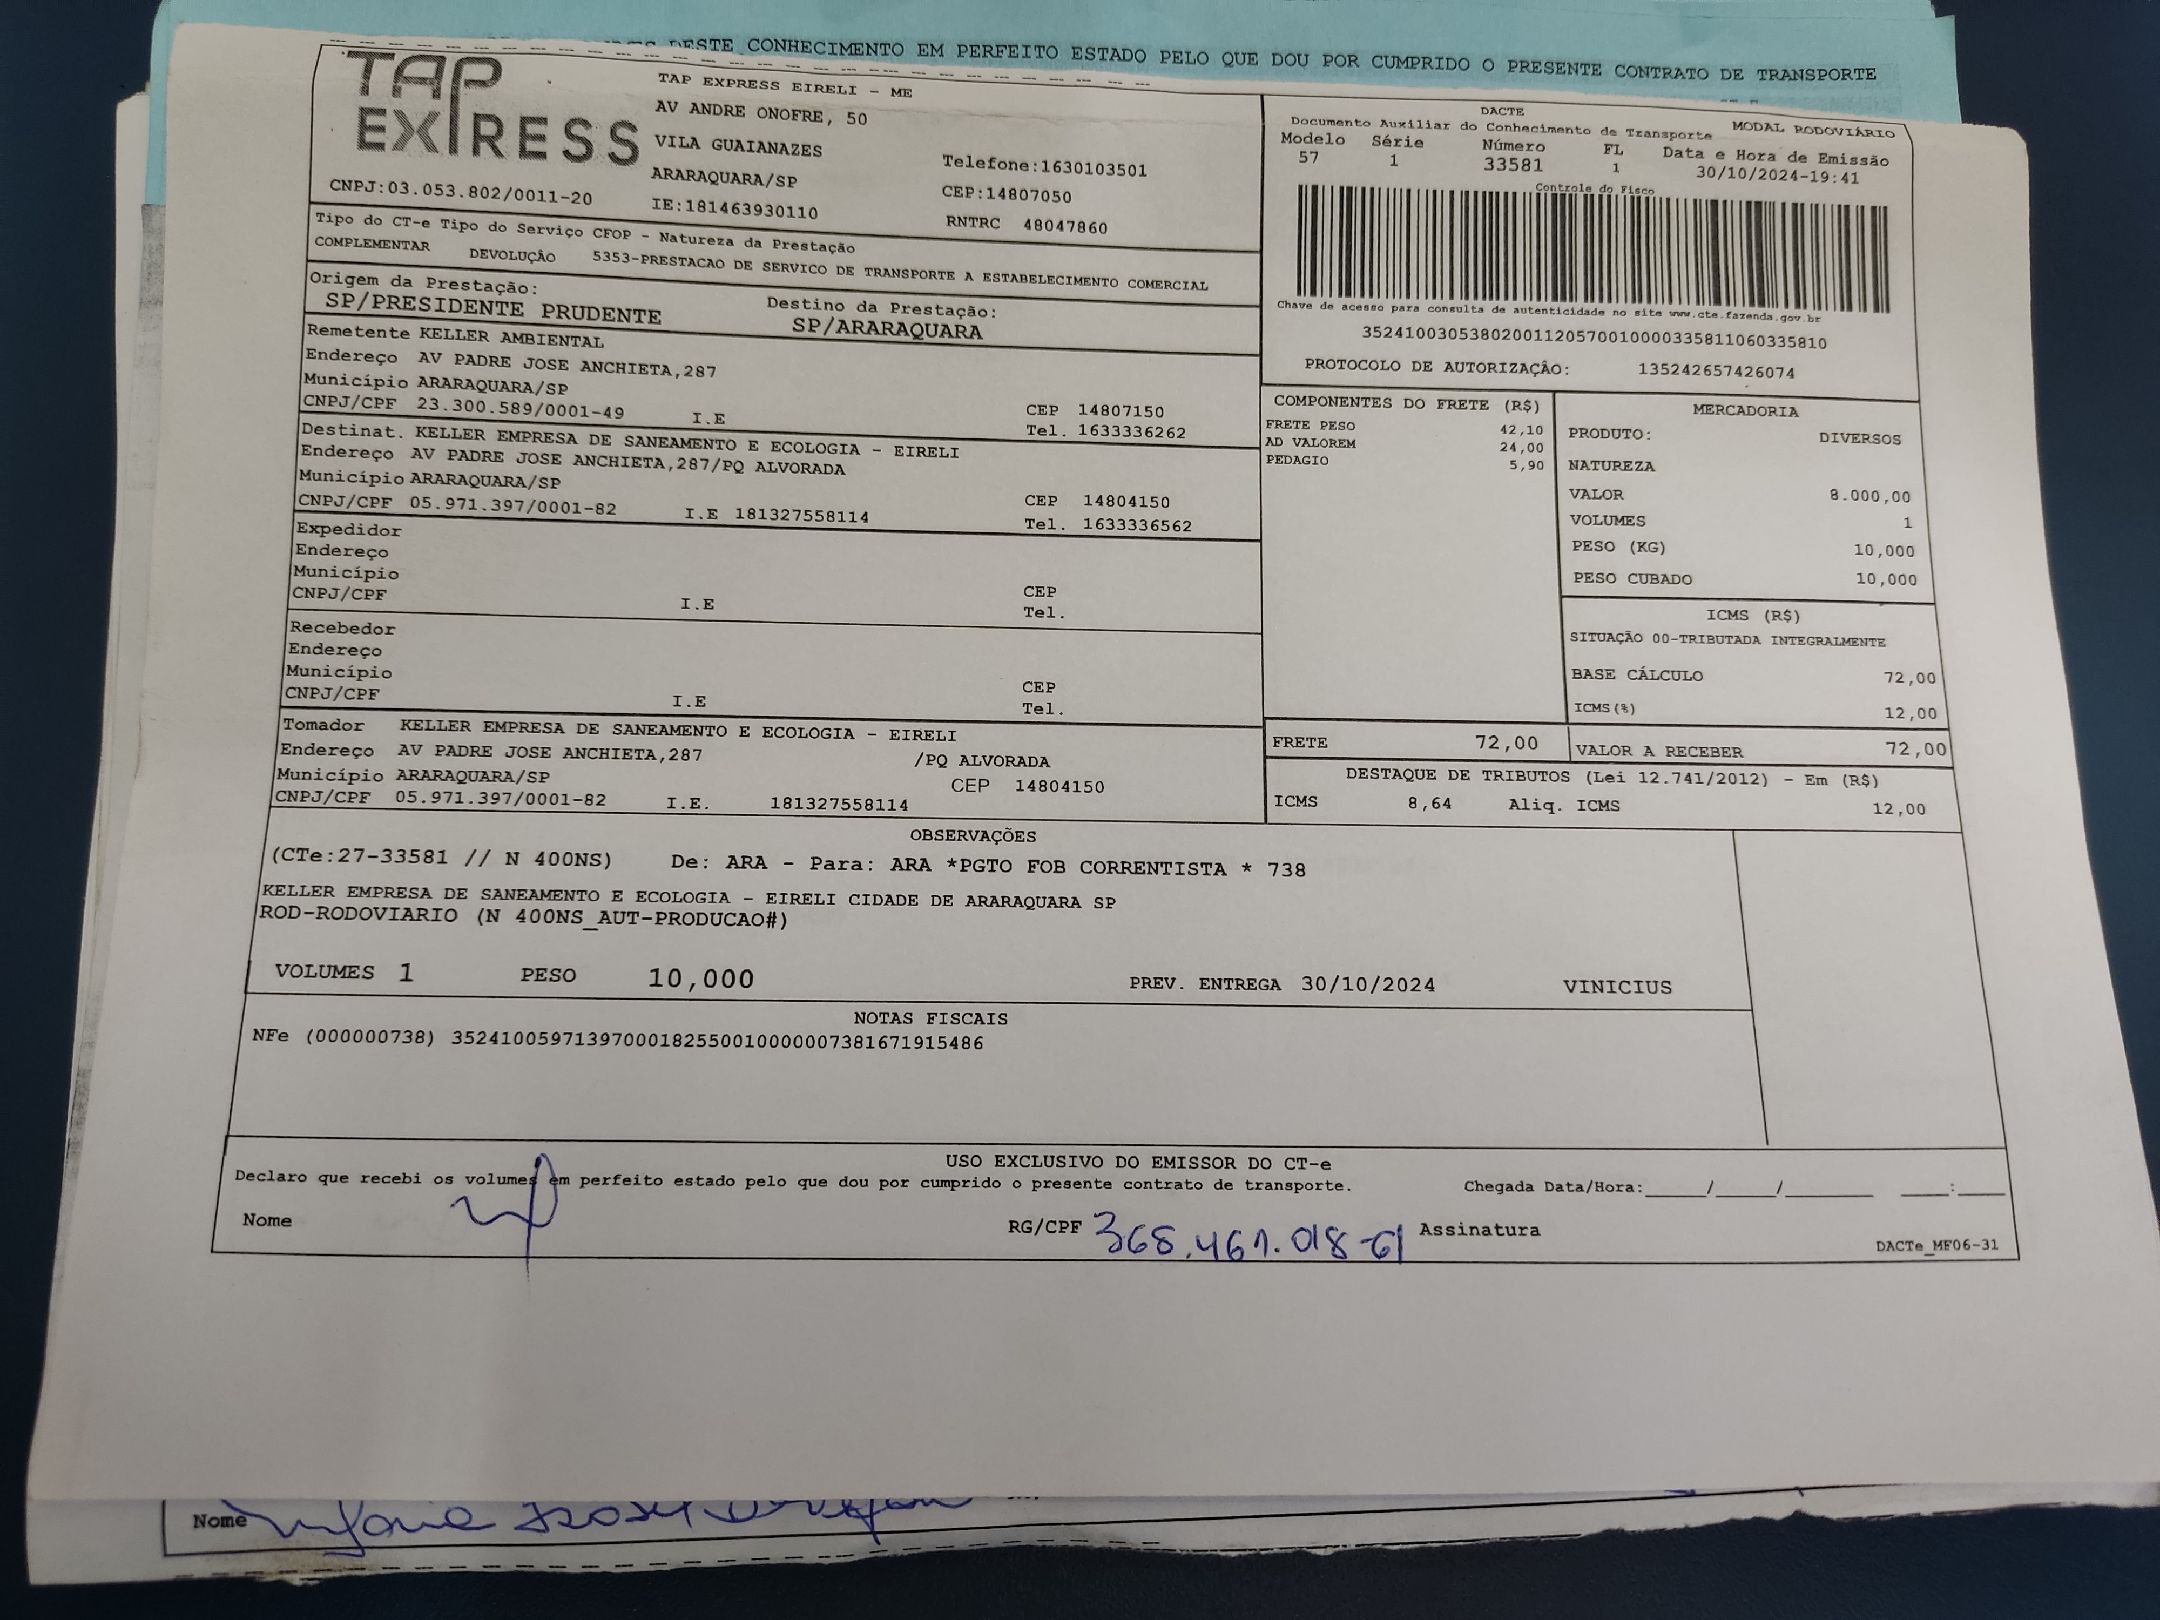 DESTE CONHECIMENTO EM PERFEITO ESTADO PELO QUE DOU POR CUMPRIDO O PRESENTE CONTRATO DE TRANSPORTE
TAP
EXPRESS
TAP EXPRESS EIRELI - ME
AV ANDRE ONOFRE, 50
VILA GUAIANAZES
Telefone:1630103501
ARARAQUARA/SP
CEP:14807050
CNPJ:03.053.802/0011-20
IE:181463930110
RNTRC 48047860
DACTE
MODAL RODOVIÁRIO
Documento Auxiliar do Conhecimento de Transporte
Modelo Série Número FL Data e Hora de Emissão
57 1 33581 1 30/10/2024-19:41
Controle do Fisco
Chave de acesso para consulta de autenticidade no site www.cte.fazenda.gov.br
35241003053802001120570010000335811060335810
PROTOCOLO DE AUTORIZAÇÂO: 135242657426074
Tipo do CT-e Tipo do Serviço CFOP - Natureza da Prestação
COMPLEMENTAR DEVOLUÇÂO 5353-PRESTACAO DE SERVICO DE TRANSPORTE A ESTABELECIMENTO COMERCIAL
Origem da Prestação: Destino da Prestação:
SP/PRESIDENTE PRUDENTE SP/ARARAQUARA
Remetente KELLER AMBIENTAL
Endereço AV PADRE JOSE ANCHIETA,287
Município ARARAQUARA/SP CEP 14807150
CNPJ/CPF 23.300.589/0001-49 I.E Tel. 1633336262
Destinat. KELLER EMPRESA DE SANEAMENTO E ECOLOGIA - EIRELI
Endereço AV PADRE JOSE ANCHIETA,287/PQ ALVORADA
Município ARARAQUARA/SP CEP 14804150
CNPJ/CPF 05.971.397/0001-82 I.E 181327558114 Tel. 1633336562
Expedidor
Endereço
Município CEP
CNPJ/CPF I.E Tel.
Recebedor
Endereço
Município CEP
CNPJ/CPF I.E Tel.
Tomador KELLER EMPRESA DE SANEAMENTO E ECOLOGIA - EIRELI
Endereço AV PADRE JOSE ANCHIETA,287 /PQ ALVORADA
Município ARARAQUARA/SP CEP 14804150
CNPJ/CPF 05.971.397/0001-82 I.E. 181327558114
COMPONENTES DO FRETE (R$)
FRETE PESO 42,10
AD VALOREM 24,00
PEDAGIO 5,90
MERCADORIA
PRODUTO: DIVERSOS
NATUREZA
VALOR 8.000,00
VOLUMES 1
PESO (KG) 10,000
PESO CUBADO 10,000
ICMS (R$)
SITUAÇÃO 00-TRIBUTADA INTEGRALMENTE
BASE CÁLCULO 72,00
ICMS(%) 12,00
FRETE 72,00 VALOR A RECEBER 72,00
DESTAQUE DE TRIBUTOS (Lei 12.741/2012) - Em (R$)
ICMS 8,64 Aliq. ICMS 12,00
OBSERVAÇÕES
(CTe:27-33581 // N 400NS) De: ARA - Para: ARA *PGTO FOB CORRENTISTA * 738
KELLER EMPRESA DE SANEAMENTO E ECOLOGIA - EIRELI CIDADE DE ARARAQUARA SP
ROD-RODOVIARIO (N 400NS_AUT-PRODUCAO#)
VOLUMES 1 PESO 10,000 PREV. ENTREGA 30/10/2024 VINICIUS
NOTAS FISCAIS
NFe (000000738) 35241005971397000182550010000007381671915486
USO EXCLUSIVO DO EMISSOR DO CT-e
Declaro que recebi os volumes em perfeito estado pelo que dou por cumprido o presente contrato de transporte. Chegada Data/Hora:_____/_____/_______ ____:____
Nome RG/CPF 368.461.018-61 Assinatura
DACTe_MF06-31
Nome